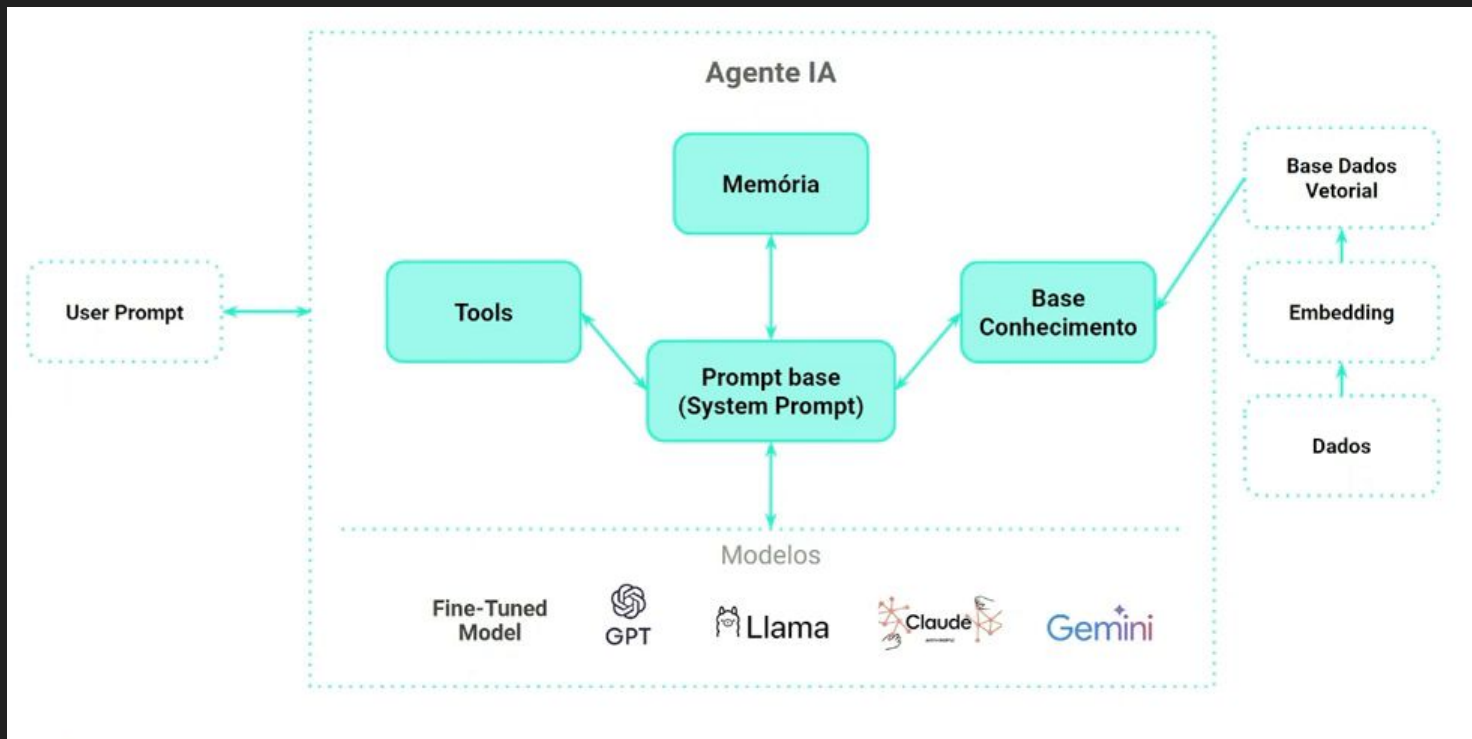 Agente IA
Memória
Base Dados
Vetorial
User Prompt
Tools
Base
Conhecimento
Embedding
Prompt base
(System Prompt)
Dados
Modelos
Fine-Tuned
Model
GPT
Llama
Claude
Gemini